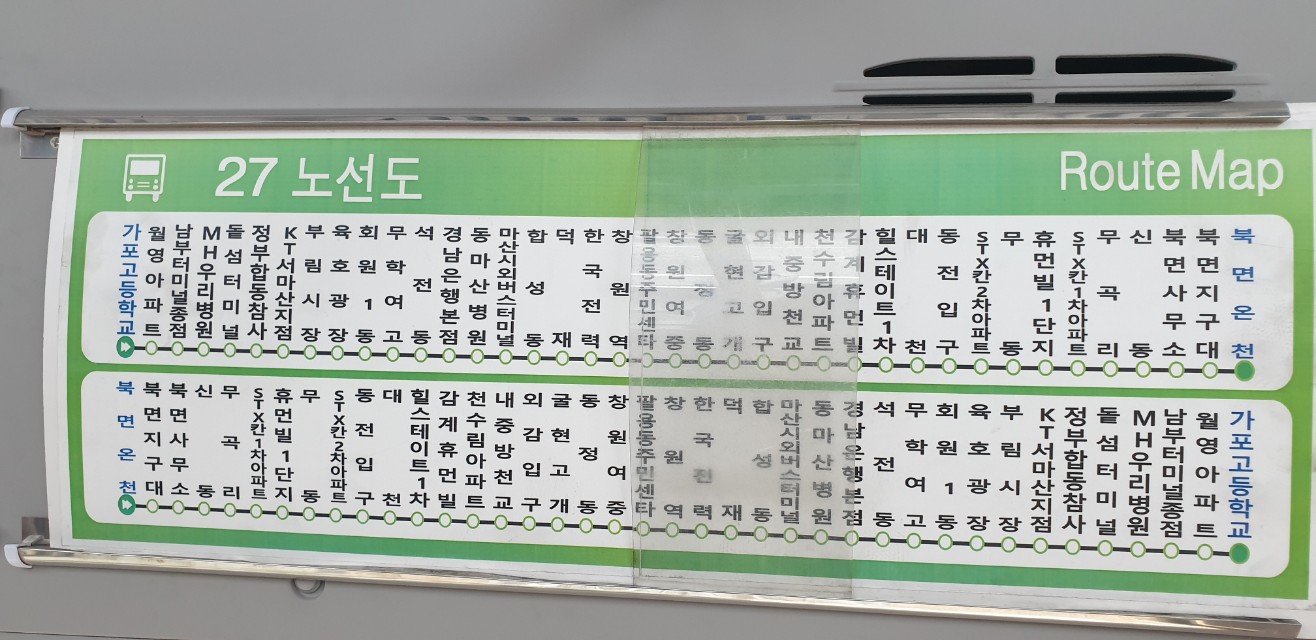 27 노선도
Route Map
가포고등학교
월영아파트
남부터미널종점
MH우리병원
돝섬터미널
정부합동참사
KT서마산지점
부림시장
육호광장
회원1동
무학여고
석전동
경남은행본점
동마산병원
마산시외버스터미널
합성동
덕재
한국전력
창원역
팔용동주민센타
창원여중
동정동
굴현고개
외감입구
내중방천교
천수림아파트
감계휴먼빌
힐스테이트1차
대천
동전입구
STX칸2차아파트
무동
휴먼빌1단지
STX칸1차아파트
무곡리
신동
북면사무소
북면지구대
북면온천
북면온천
북면지구대
북면사무소
신동
무곡리
STX칸1차아파트
휴먼빌1단지
무동
STX칸2차아파트
동전입구
대천
힐스테이트1차
감계휴먼빌
천수림아파트
내중방천교
외감입구
굴현고개
동정동
창원여중
팔용동주민센타
창원역
한국전력
덕재
합성동
마산시외버스터미널
동마산병원
경남은행본점
석전동
무학여고
회원1동
육호광장
부림시장
KT서마산지점
정부합동참사
돝섬터미널
MH우리병원
남부터미널종점
월영아파트
가포고등학교